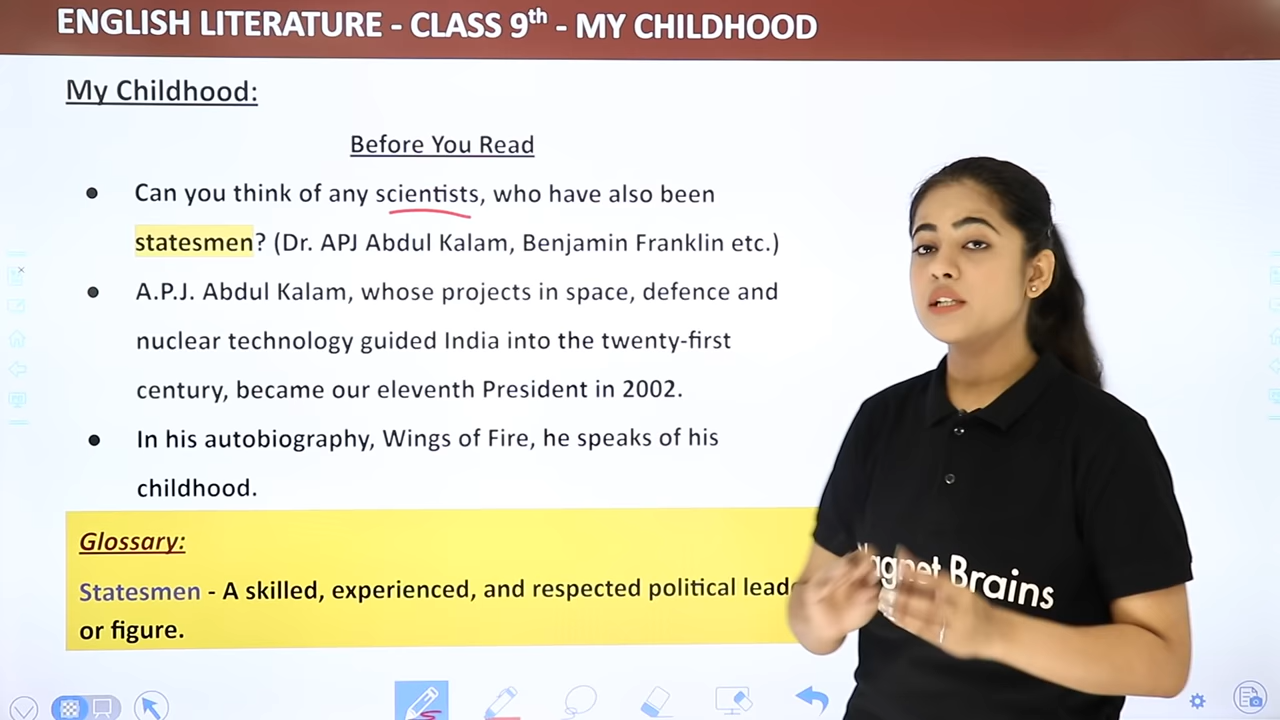 ENGLISH LITERATURE - CLASS 9th - MY CHILDHOOD
My Childhood:
Before You Read
● Can you think of any scientists, who have also been
statesmen? (Dr. APJ Abdul Kalam, Benjamin Franklin etc.)
● A.P.J. Abdul Kalam, whose projects in space, defence and
nuclear technology guided India into the twenty-first
century, became our eleventh President in 2002.
● In his autobiography, Wings of Fire, he speaks of his
childhood.
Glossary:
Statesmen - A skilled, experienced, and respected political
or figure.
Brains